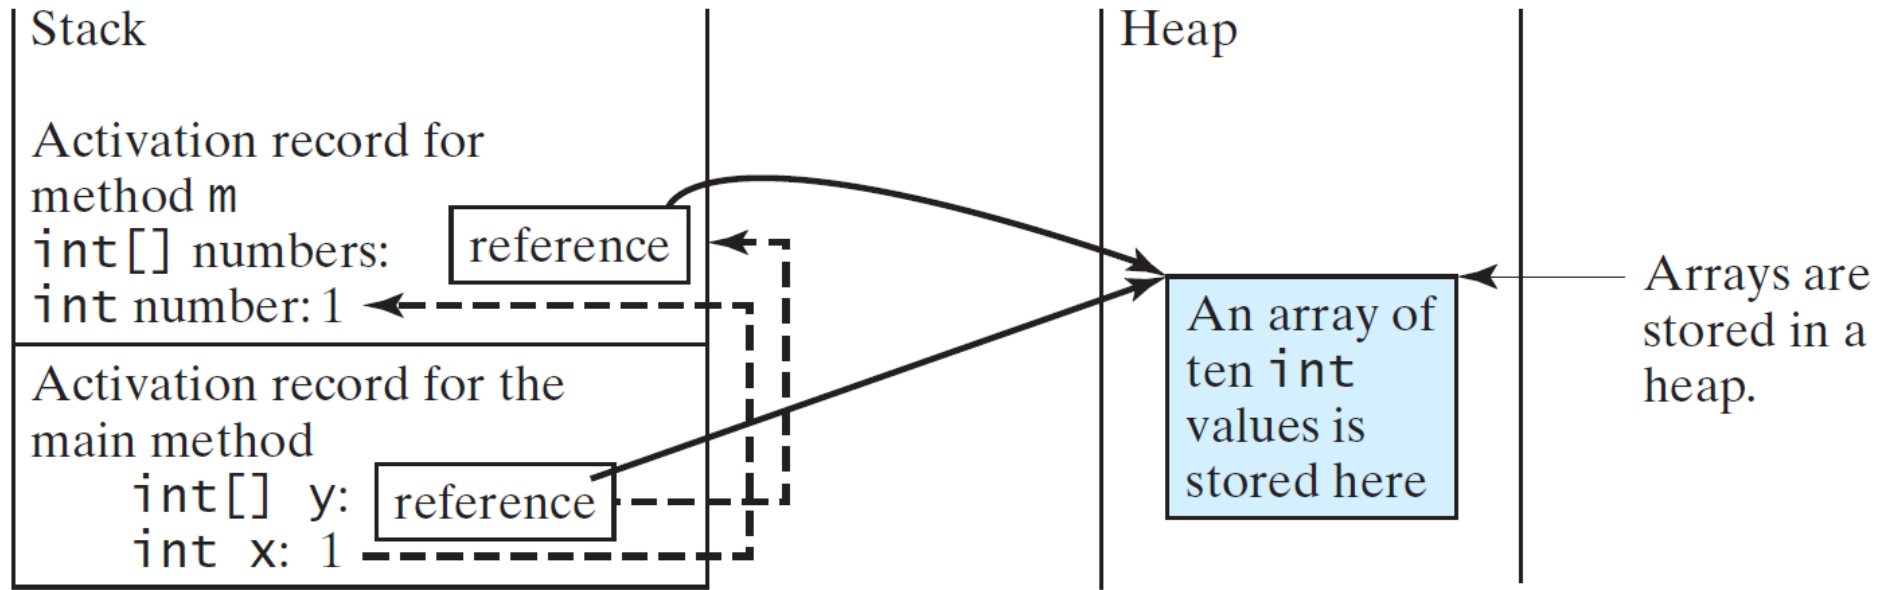 Stack
Activation record for
method m
int[] numbers: reference
int number: 1
Activation record for the
main method
int[] y: reference
int x: 1
Heap
An array of
ten int
values is
stored here
Arrays are
stored in a
heap.